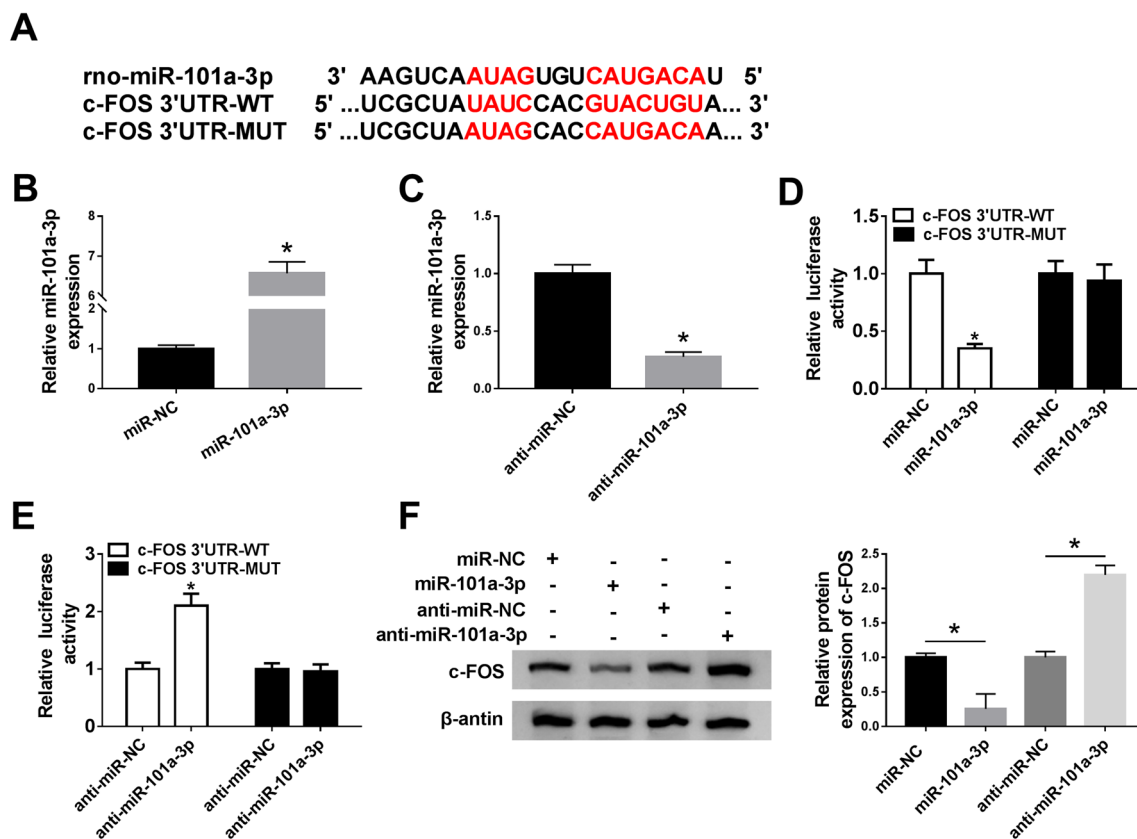 A
rno-miR-101a-3p 3' AAGUCAAUAGUGUCAUGACAU 5'
c-FOS 3'UTR-WT 5' ...UCGCUAUAUCCACGUACUGUA... 3'
c-FOS 3'UTR-MUT 5' ...UCGCUAAUAGCACCAUGACAA... 3'
B
Relative miR-101a-3p
expression
8
7
6
2
1
0
*
miR-NC
miR-101a-3p
C
Relative miR-101a-3p
expression
1.5
1.0
0.5
0.0
*
anti-miR-NC
anti-miR-101a-3p
D
Relative luciferase
activity
1.5
1.0
0.5
0.0
c-FOS 3'UTR-WT
c-FOS 3'UTR-MUT
*
miR-NC
miR-101a-3p
miR-NC
miR-101a-3p
E
Relative luciferase
activity
3
2
1
0
c-FOS 3'UTR-WT
c-FOS 3'UTR-MUT
*
anti-miR-NC
anti-miR-101a-3p
anti-miR-NC
anti-miR-101a-3p
F
miR-NC + - - -
miR-101a-3p - + - -
anti-miR-NC - - + -
anti-miR-101a-3p - - - +
c-FOS
β-antin
Relative protein
expression of c-FOS
2.5
2.0
1.5
1.0
0.5
0.0
*
*
miR-NC
miR-101a-3p
anti-miR-NC
anti-miR-101a-3p